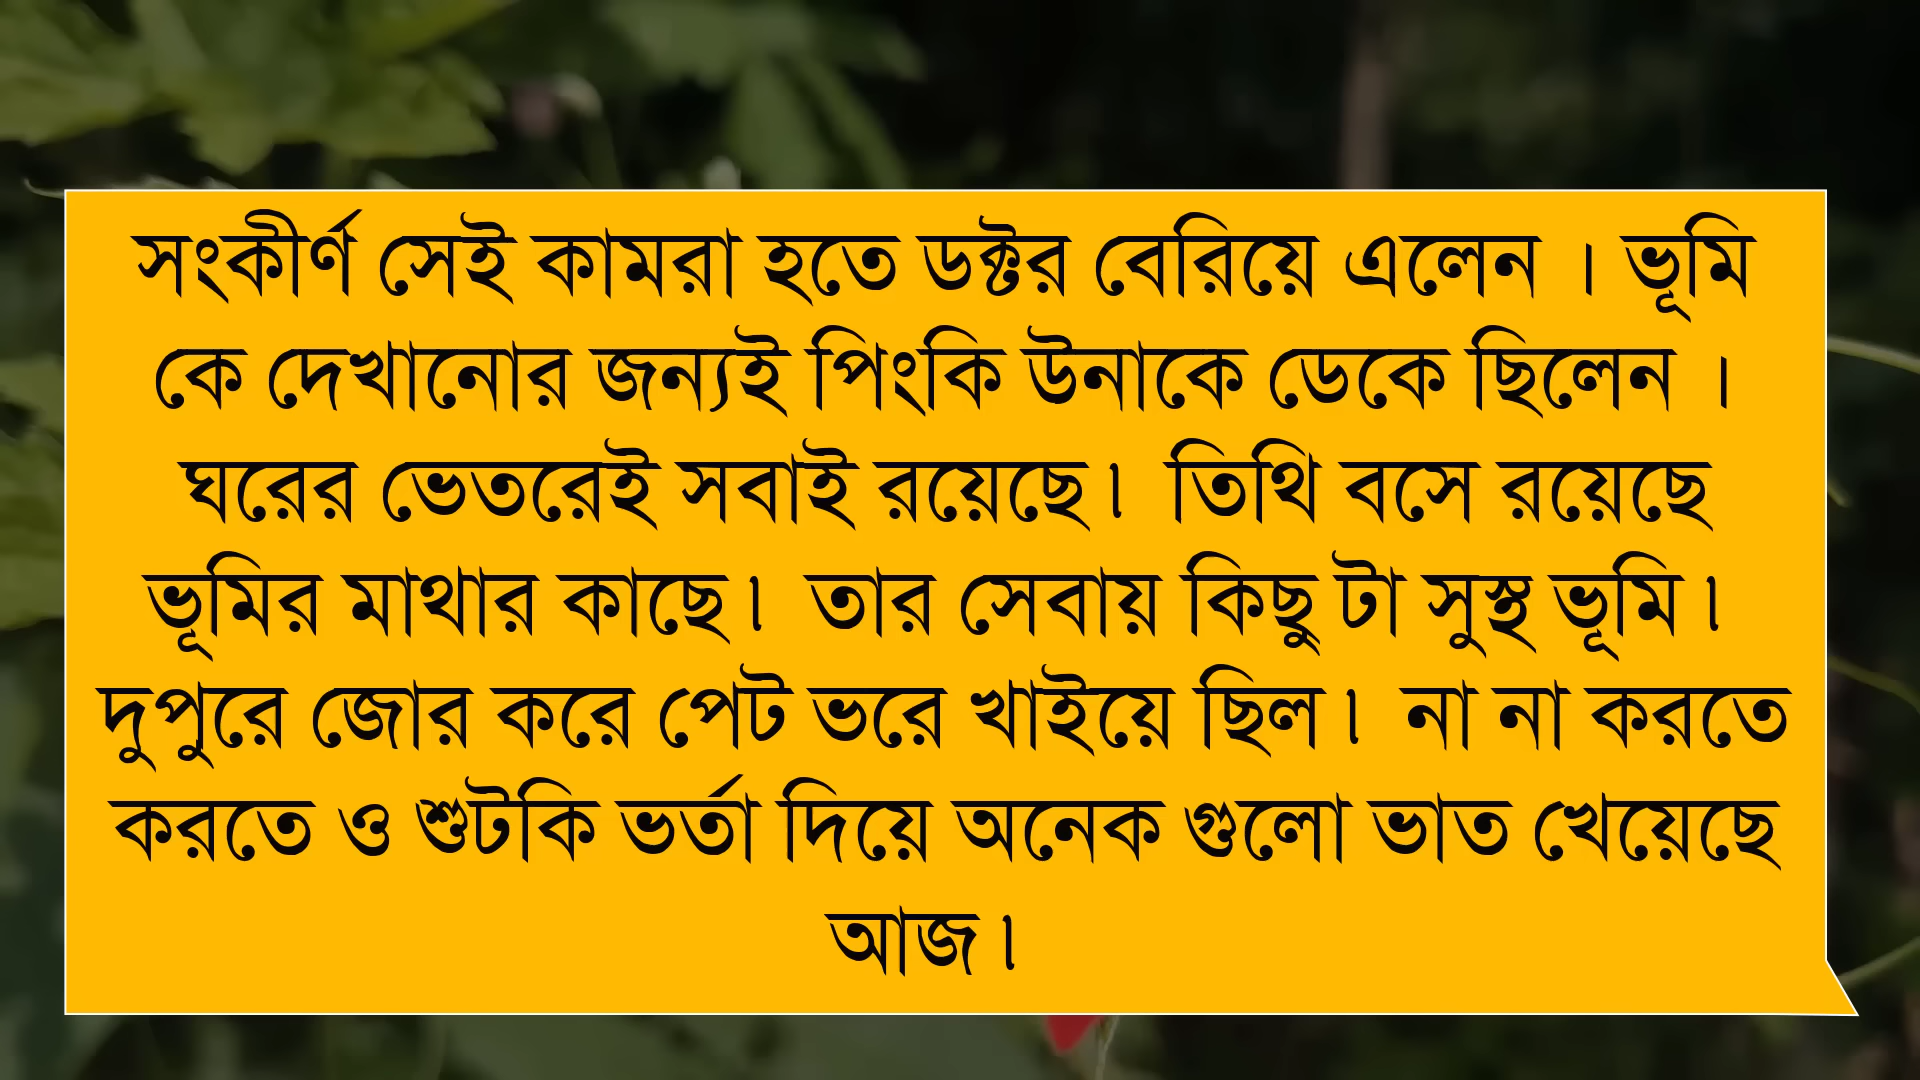 সংকীর্ণ সেই কামরা হতে ডক্টর বেরিয়ে এলেন । ভূমি
কে দেখানোর জন্যই পিংকি উনাকে ডেকে ছিলেন ।
ঘরের ভেতরেই সবাই রয়েছে। তিথি বসে রয়েছে
ভূমির মাথার কাছে। তার সেবায় কিছু টা সুস্থ ভূমি।
দুপুরে জোর করে পেট ভরে খাইয়ে ছিল। না না করতে
করতে ও শুটকি ভর্তা দিয়ে অনেক গুলো ভাত খেয়েছে
আজ।